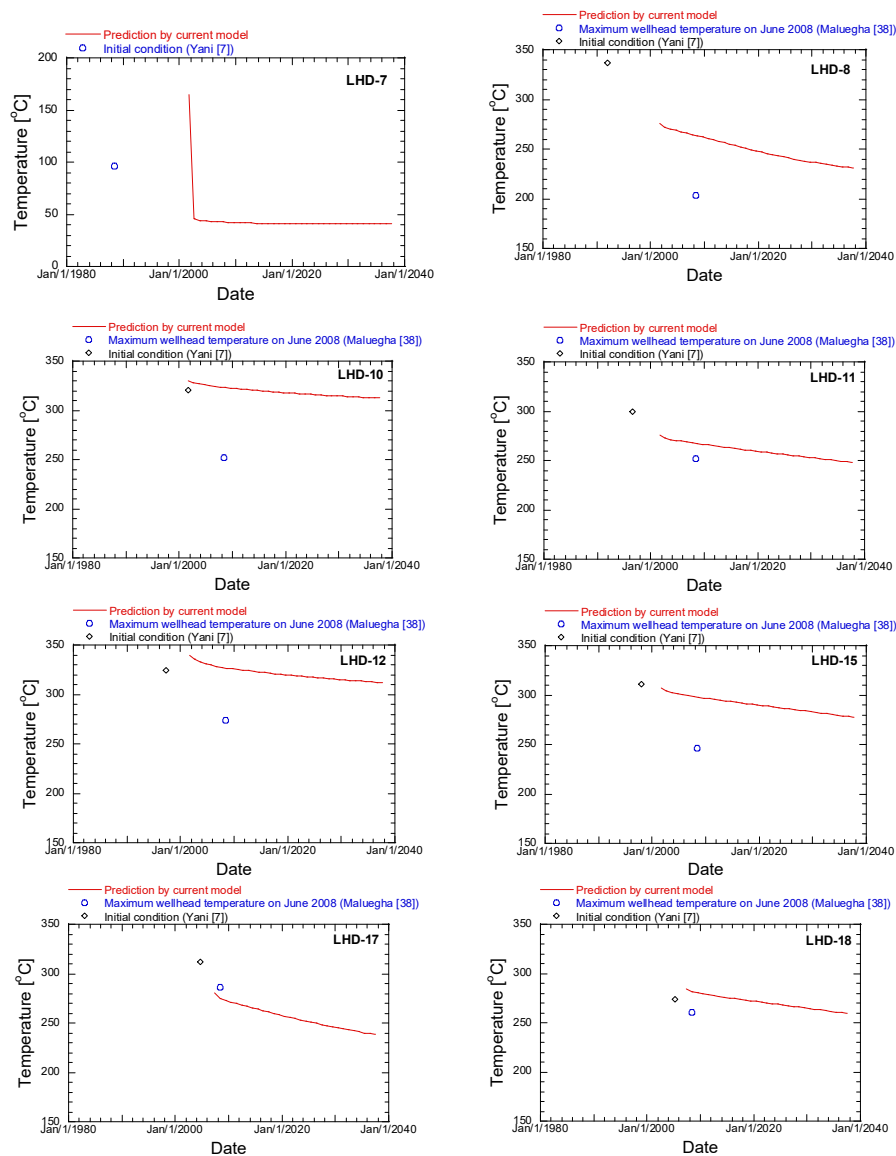 Prediction by current model
Initial condition (Yani [7])
LHD-7
Temperature [°C]
200
150
100
50
0
Jan/1/1980 Jan/1/2000 Jan/1/2020 Jan/1/2040
Date
Prediction by current model
Maximum wellhead temperature on June 2008 (Maluegha [38])
Initial condition (Yani [7])
LHD-8
Temperature [°C]
350
300
250
200
150
Jan/1/1980 Jan/1/2000 Jan/1/2020 Jan/1/2040
Date
Prediction by current model
Maximum wellhead temperature on June 2008 (Maluegha [38])
Initial condition (Yani [7])
LHD-10
Temperature [°C]
350
300
250
200
150
Jan/1/1980 Jan/1/2000 Jan/1/2020 Jan/1/2040
Date
Prediction by current model
Maximum wellhead temperature on June 2008 (Maluegha [38])
Initial condition (Yani [7])
LHD-11
Temperature [°C]
350
300
250
200
150
Jan/1/1980 Jan/1/2000 Jan/1/2020 Jan/1/2040
Date
Prediction by current model
Maximum wellhead temperature on June 2008 (Maluegha [38])
Initial condition (Yani [7])
LHD-12
Temperature [°C]
350
300
250
200
150
Jan/1/1980 Jan/1/2000 Jan/1/2020 Jan/1/2040
Date
Prediction by current model
Maximum wellhead temperature on June 2008 (Maluegha [38])
Initial condition (Yani [7])
LHD-15
Temperature [°C]
350
300
250
200
150
Jan/1/1980 Jan/1/2000 Jan/1/2020 Jan/1/2040
Date
Prediction by current model
Maximum wellhead temperature on June 2008 (Maluegha [38])
Initial condition (Yani [7])
LHD-17
Temperature [°C]
350
300
250
200
150
Jan/1/1980 Jan/1/2000 Jan/1/2020 Jan/1/2040
Date
Prediction by current model
Maximum wellhead temperature on June 2008 (Maluegha [38])
Initial condition (Yani [7])
LHD-18
Temperature [°C]
350
300
250
200
150
Jan/1/1980 Jan/1/2000 Jan/1/2020 Jan/1/2040
Date